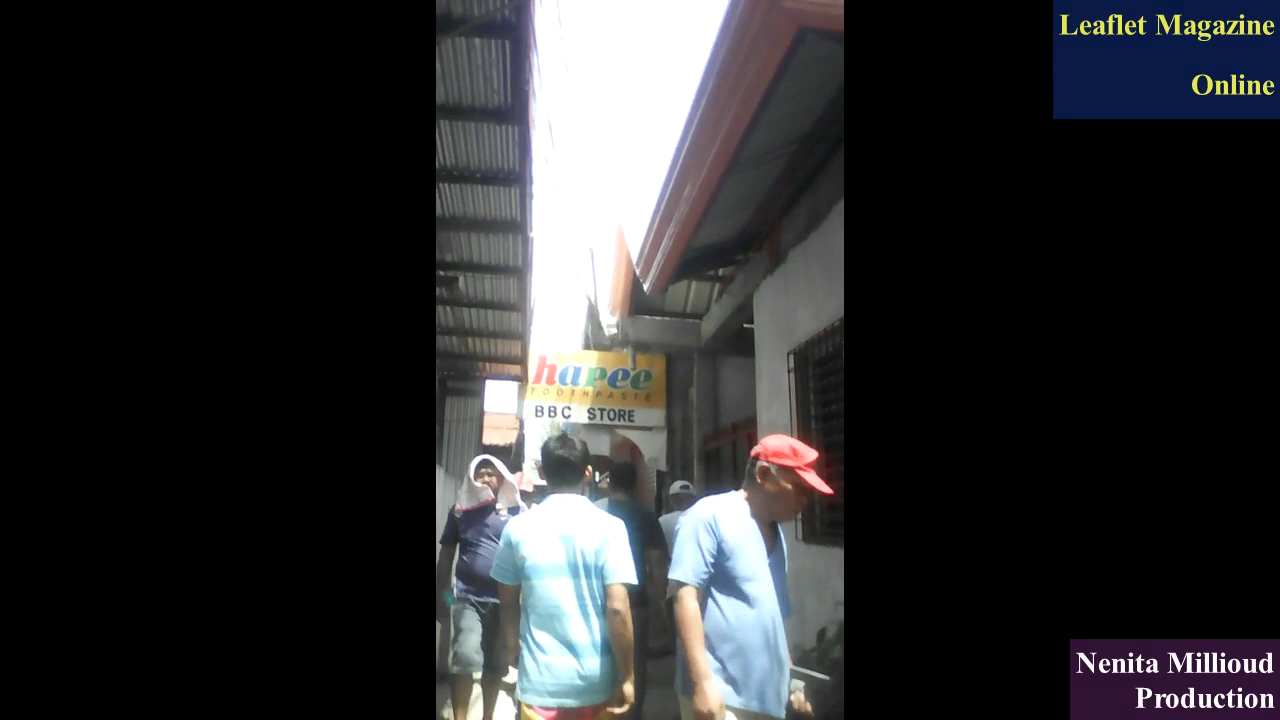 Leaflet Magazine
Online
hapee
TOOTHPASTE
BBC STORE
Nenita Millioud
Production